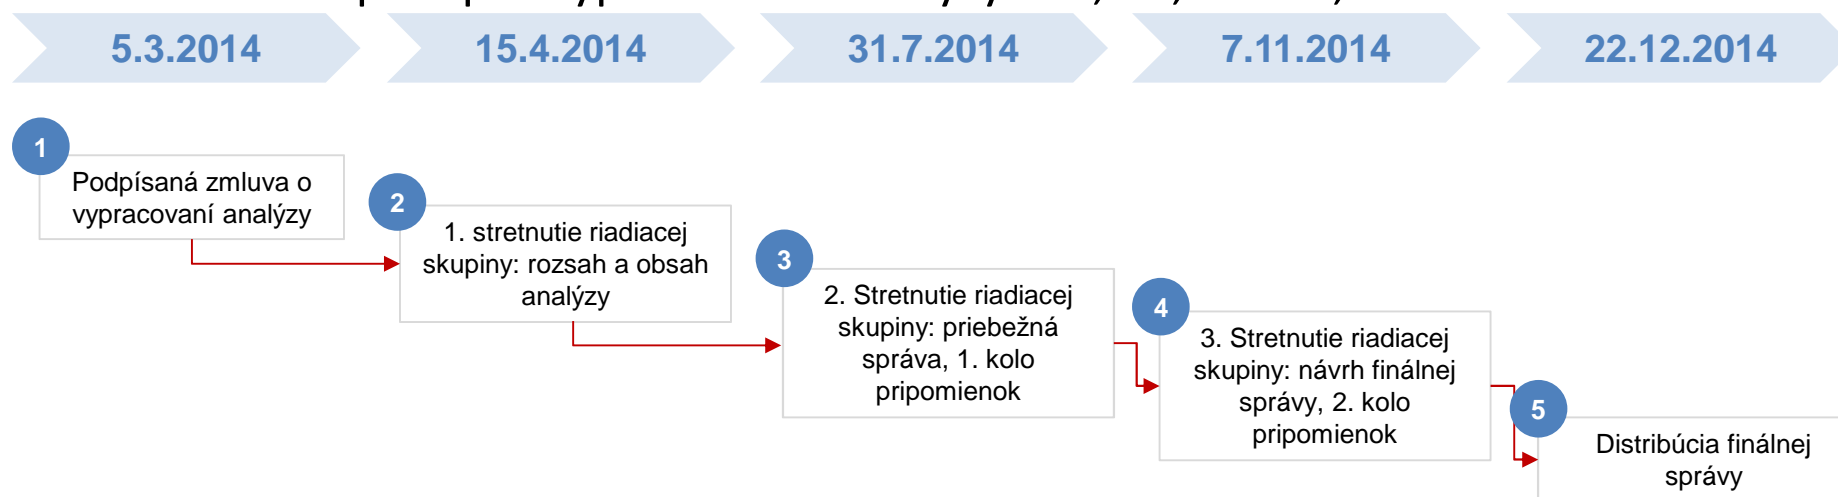 5.3.2014
15.4.2014
31.7.2014
7.11.2014
22.12.2014
1
Podpísaná zmluva o
vypracovaní analýzy
2
1. stretnutie riadiacej
skupiny: rozsah a obsah
analýzy
3
2. Stretnutie riadiacej
skupiny: priebežná
správa, 1. kolo
pripomienok
4
3. Stretnutie riadiacej
skupiny: návrh finálnej
správy, 2. kolo
pripomienok
5
Distribúcia finálnej
správy